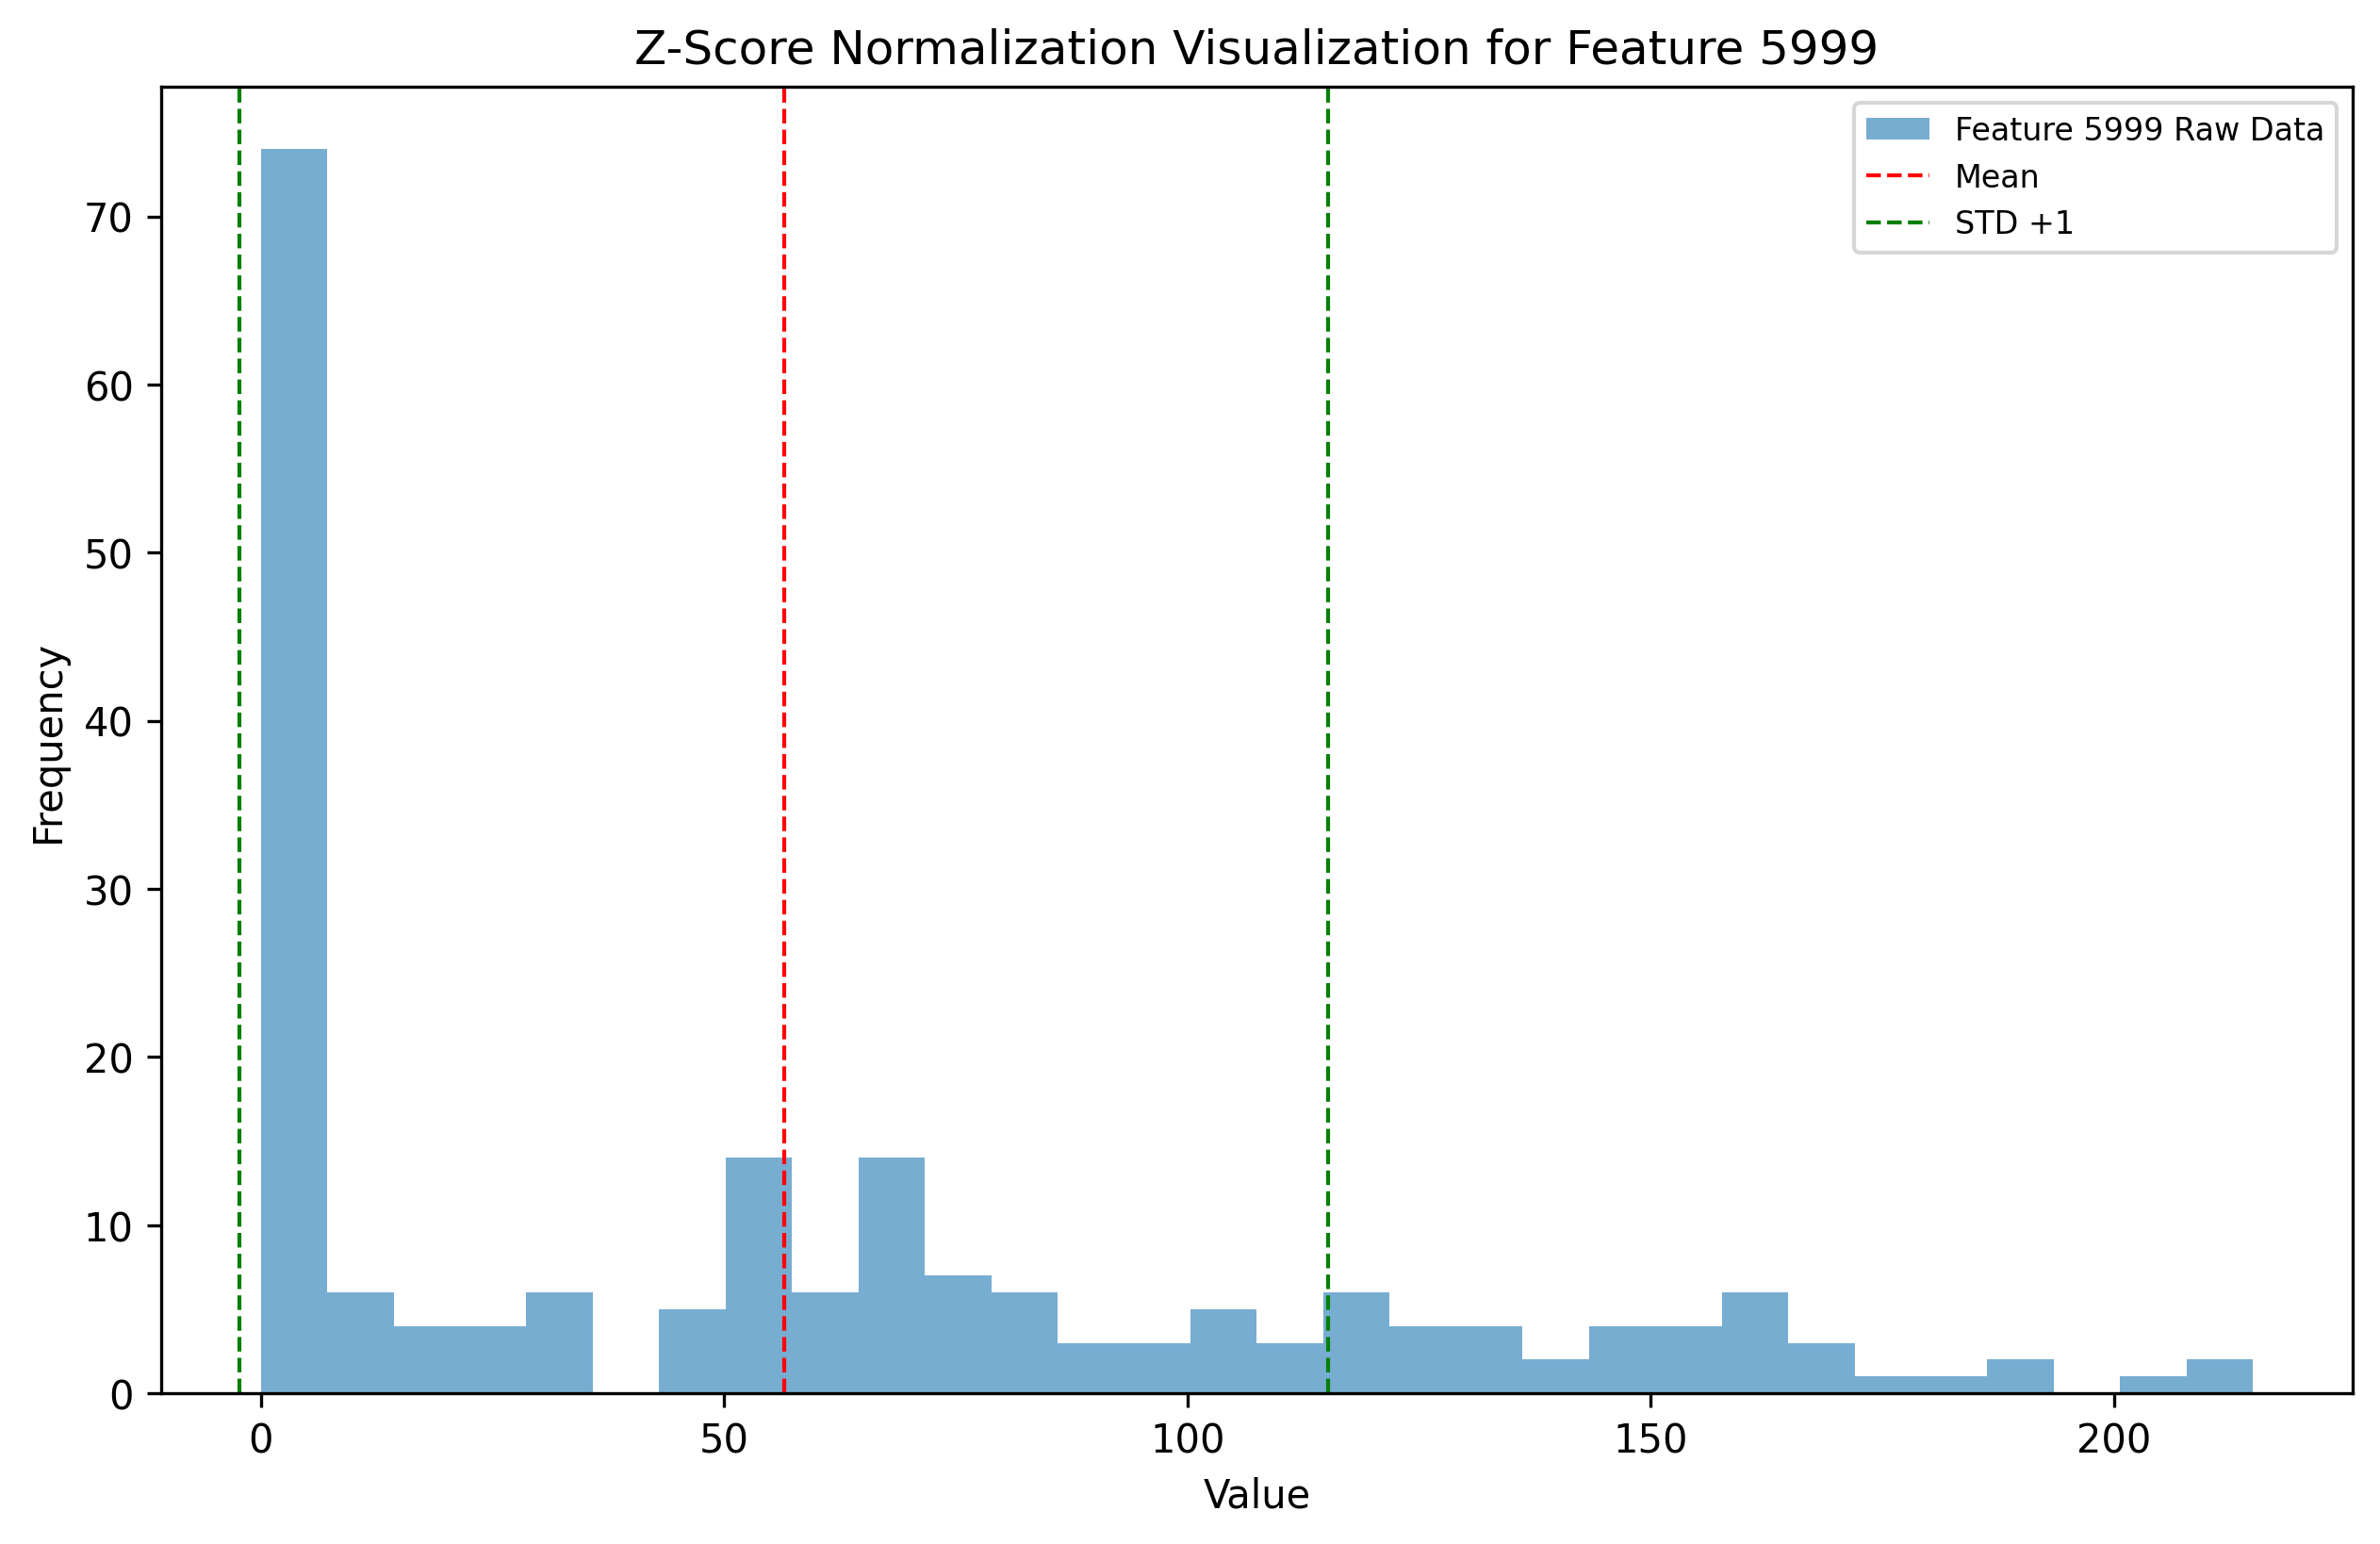 Z-Score Normalization Visualization for Feature 5999
Feature 5999 Raw Data
Mean
STD +1
70
60
50
40
30
20
10
0
Frequency
0 50 100 150 200
Value